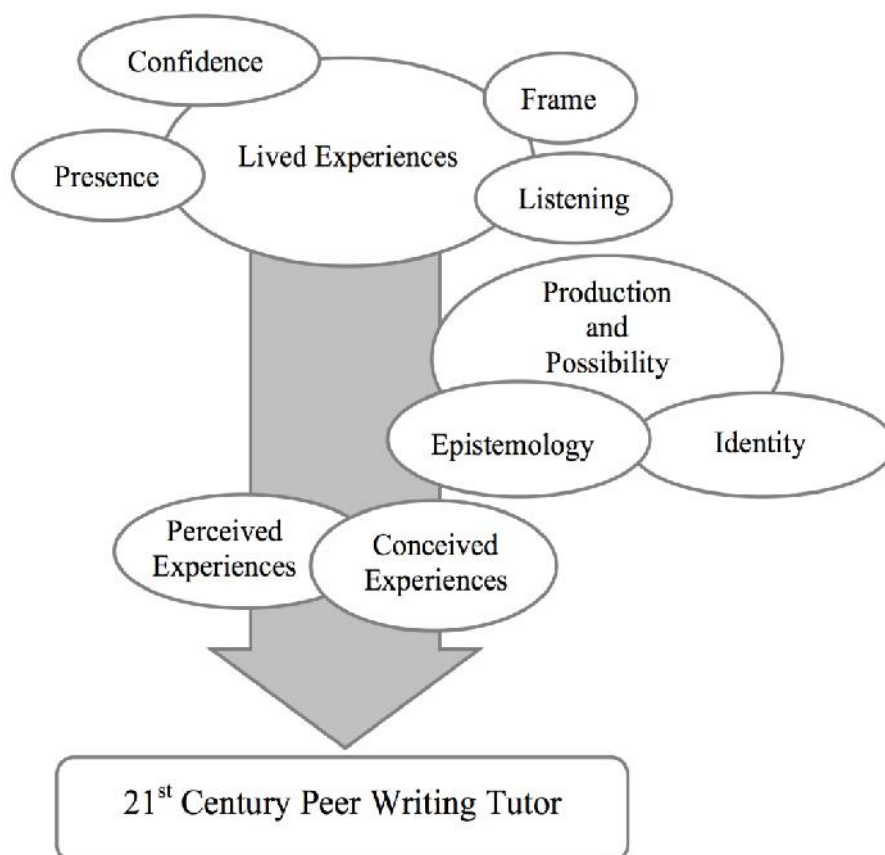 Confidence
Frame
Lived Experiences
Presence
Listening
Production
and
Possibility
Epistemology
Identity
Perceived
Experiences
Conceived
Experiences
21st Century Peer Writing Tutor